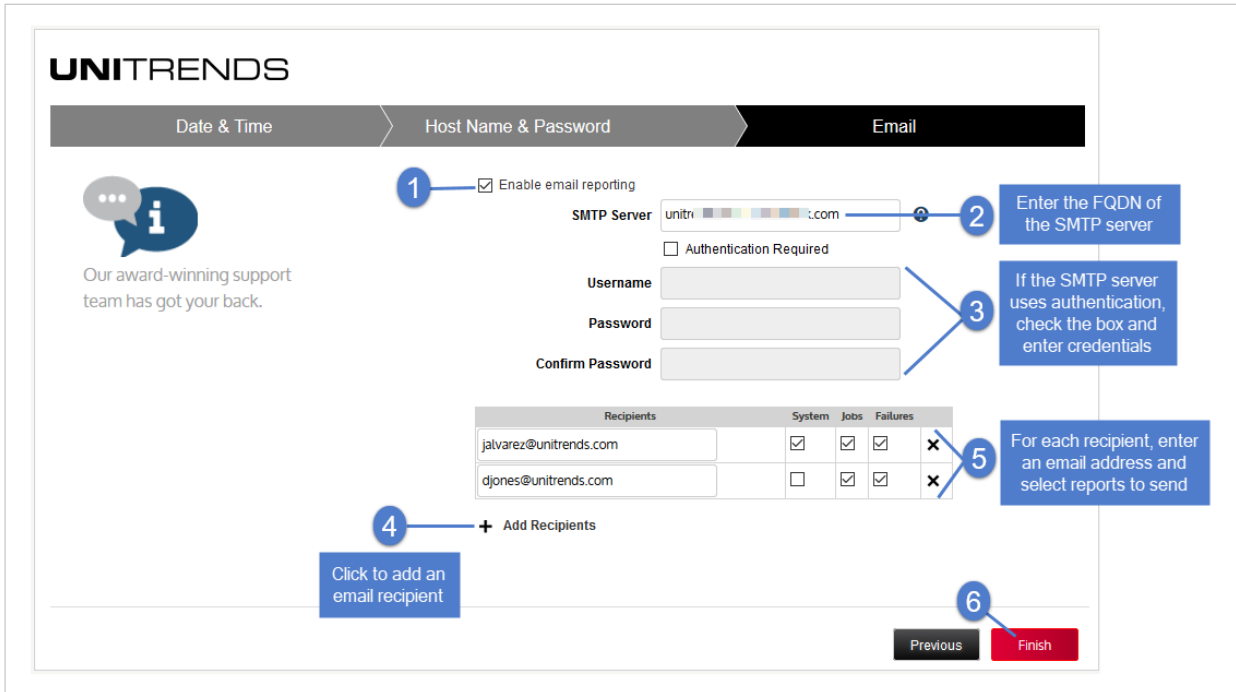 UNITRENDS
Date & Time
Host Name & Password
Email
1
Enable email reporting
SMTP Server
unitre
.com
2
Enter the FQDN of
the SMTP server
Authentication Required
Our award-winning support
team has got your back.
Username
Password
Confirm Password
3
If the SMTP server
uses authentication,
check the box and
enter credentials
Recipients System Jobs Failures
jalvarez@unitrends.com
djones@unitrends.com
5
For each recipient, enter
an email address and
select reports to send
4
+ Add Recipients
Click to add an
email recipient
6
Previous
Finish